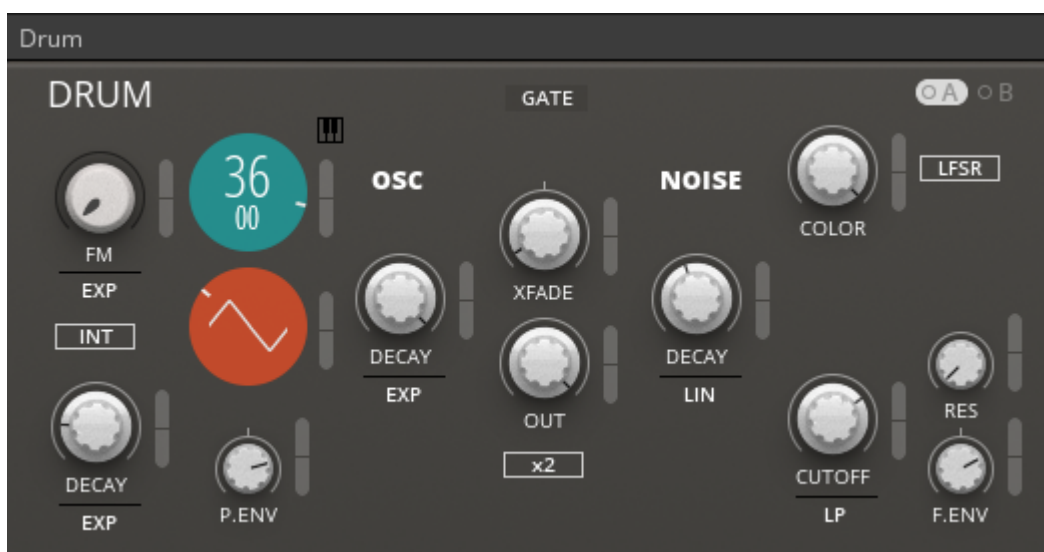 Drum
DRUM
GATE
A B
36
00
OSC
NOISE
LFSR
FM
COLOR
EXP
XFADE
INT
DECAY
DECAY
EXP
LIN
RES
OUT
x2
CUTOFF
DECAY
P.ENV
LP
F.ENV
EXP